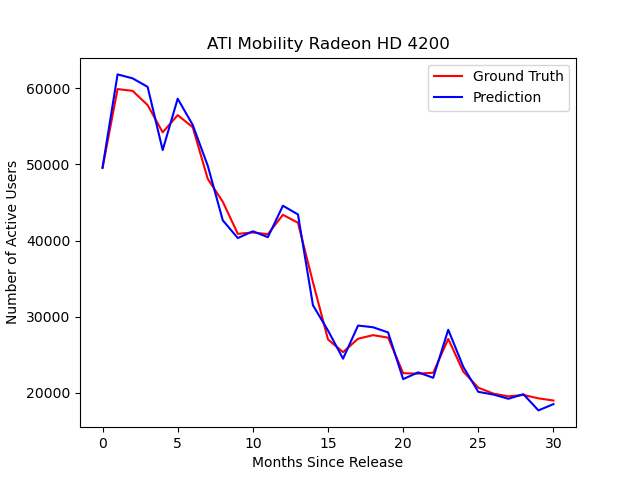 ATI Mobility Radeon HD 4200
Ground Truth
Prediction
Number of Active Users
60000
50000
40000
30000
20000
0 5 10 15 20 25 30
Months Since Release